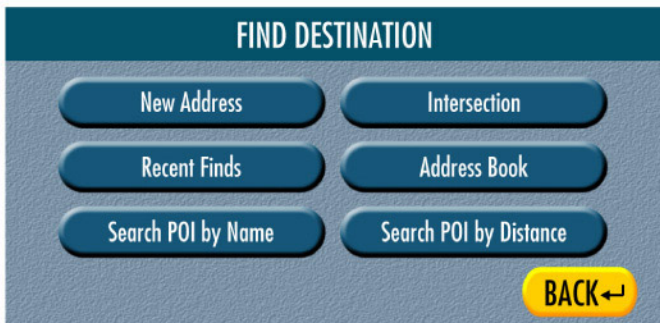 FIND DESTINATION
New Address
Intersection
Recent Finds
Address Book
Search POI by Name
Search POI by Distance
BACK↵